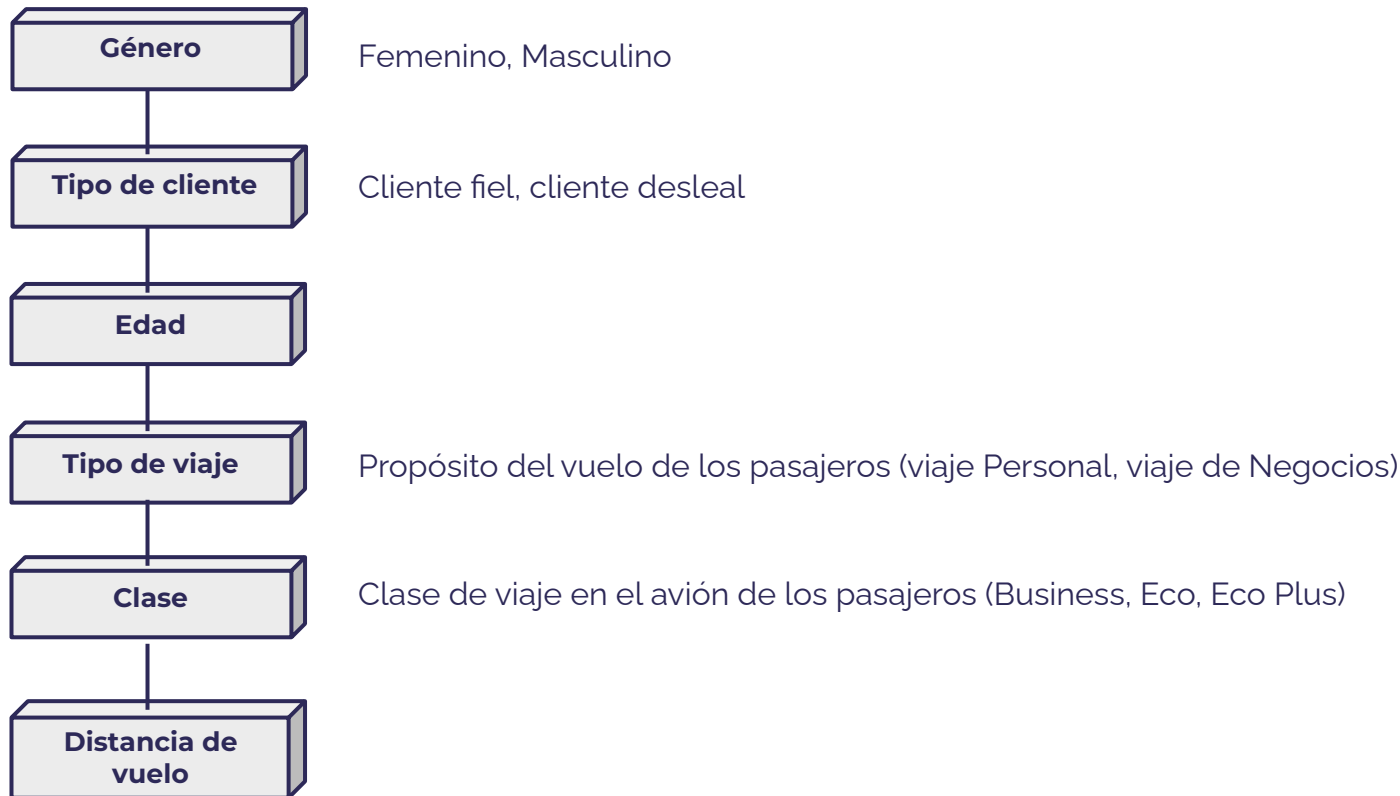 Género
Femenino, Masculino
Tipo de cliente
Cliente fiel, cliente desleal
Edad
Tipo de viaje
Propósito del vuelo de los pasajeros (viaje Personal, viaje de Negocios)
Clase
Clase de viaje en el avión de los pasajeros (Business, Eco, Eco Plus)
Distancia de
vuelo